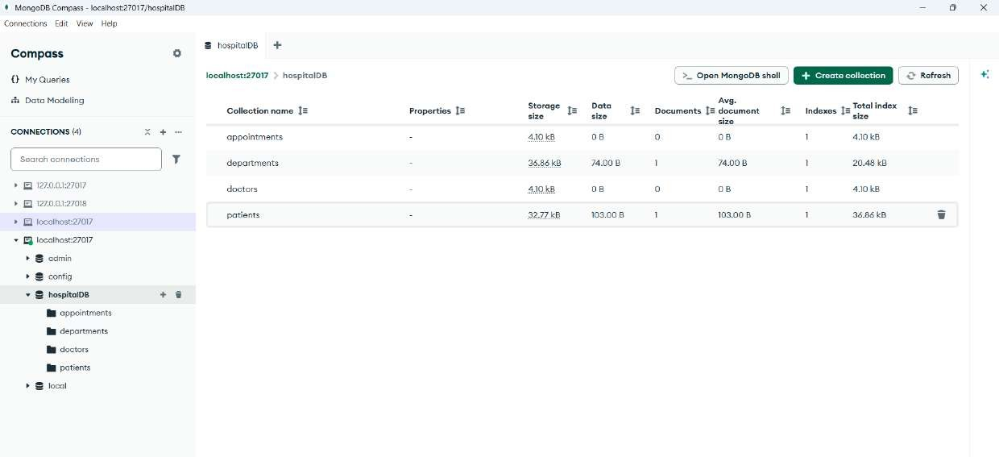 MongoDB Compass - localhost:27017/hospitalDB
Connections Edit View Help
Compass
My Queries
Data Modeling
CONNECTIONS (4)
Search connections
127.0.0.1:27017
127.0.0.1:27018
localhost:27017
localhost:27017
admin
config
hospitalDB
appointments
departments
doctors
patients
local
hospitalDB
localhost:27017 > hospitalDB
>_ Open MongoDB shell
Create collection
Refresh
Collection name Properties Storage size Data size Documents Avg. document size Indexes Total index size
appointments - 4.10 kB 0 B 0 0 B 1 4.10 kB
departments - 36.86 kB 74.00 B 1 74.00 B 1 20.48 kB
doctors - 4.10 kB 0 B 0 0 B 1 4.10 kB
patients - 32.77 kB 103.00 B 1 103.00 B 1 36.86 kB